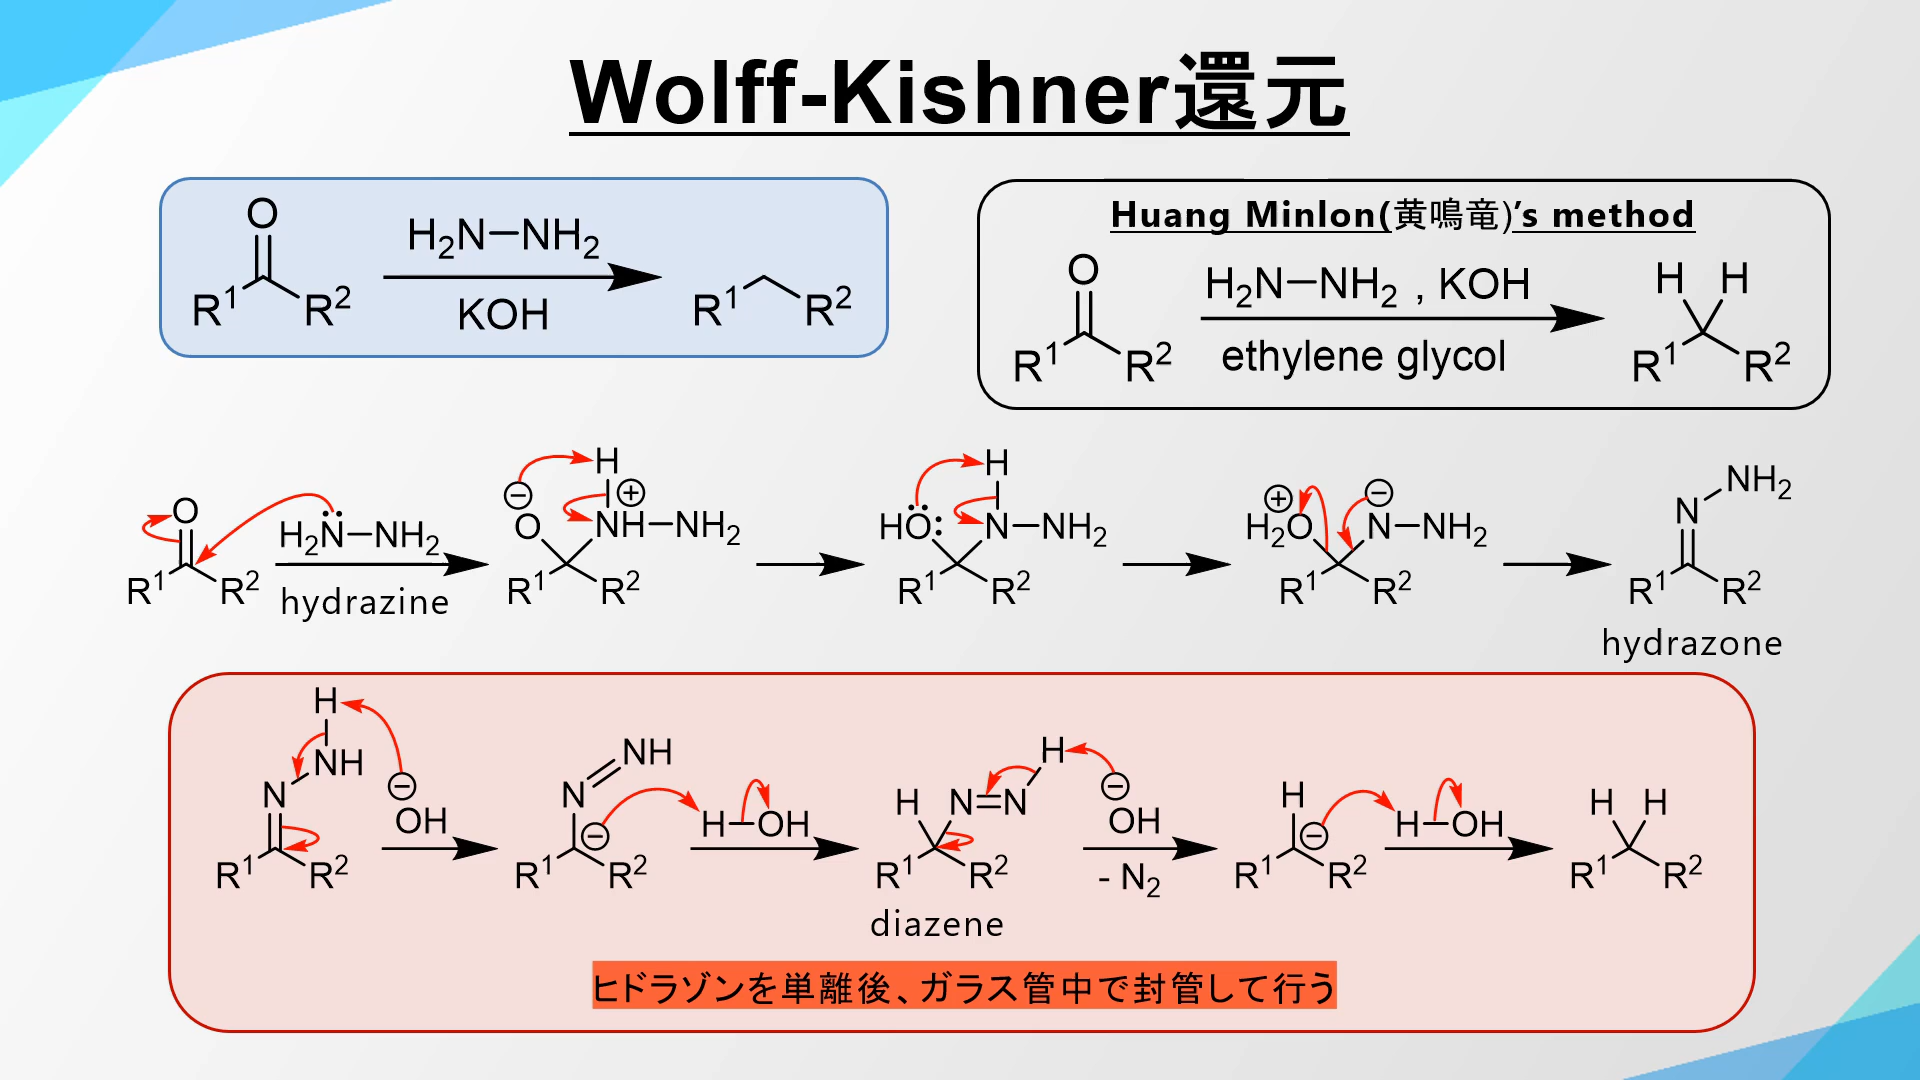 Wolff-Kishner還元
O
R¹ R²
H₂N-NH₂
KOH
R¹ R²
Huang Minlon(黄鳴竜)’s method
O
R¹ R²
H₂N-NH₂ , KOH
ethylene glycol
H H
R¹ R²
O
R¹ R²
H₂N-NH₂
hydrazine
H
⊖ ⊕
O NH-NH₂
R¹ R²
H
HO N-NH₂
R¹ R²
⊕ ⊖
H₂O N-NH₂
R¹ R²
NH₂
N
R¹ R²
hydrazone
H
NH
N
R¹ R²
⊖
OH
NH
N
⊖
R¹ R²
H-OH
H
H N=N
R¹ R²
diazene
⊖
OH
- N₂
H
⊖
R¹ R²
H-OH
H H
R¹ R²
ヒドラゾンを単離後、ガラス管中で封管して行う